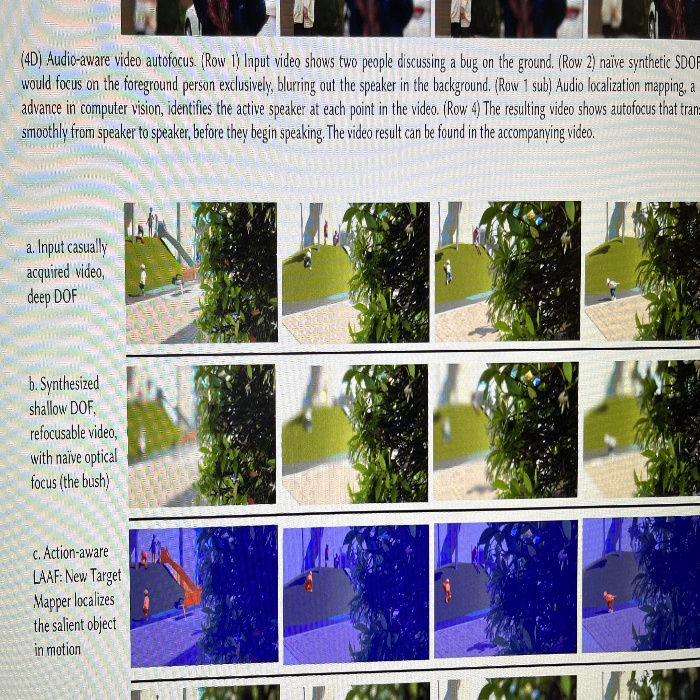 (4D) Audio-aware video autofocus. (Row 1) Input video shows two people discussing a bug on the ground. (Row 2) naïve synthetic SDOF
would focus on the foreground person exclusively, blurring out the speaker in the background. (Row 1 sub) Audio localization mapping, a
advance in computer vision, identifies the active speaker at each point in the video. (Row 4) The resulting video shows autofocus that
smoothly from speaker to speaker, before they begin speaking. The video result can be found in the accompanying video.
a. Input casually
acquired video,
deep DOF
b. Synthesized
shallow DOF,
refocusable video,
with naïve optical
focus (the bush)
c. Action-aware
LAAF: New Target
Mapper localizes
the salient object
in motion